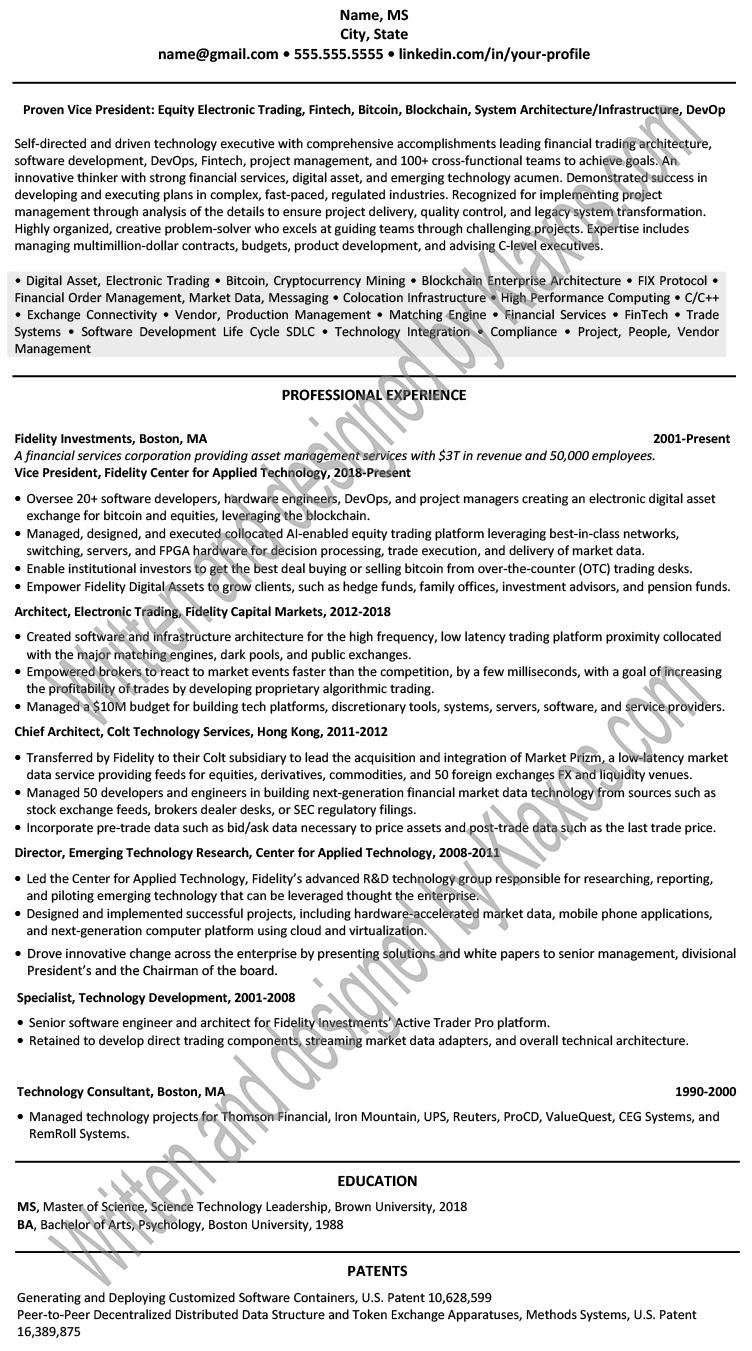 Name, MS
City, State
name@gmail.com • 555.555.5555 • linkedin.com/in/your-profile
Proven Vice President: Equity Electronic Trading, Fintech, Bitcoin, Blockchain, System Architecture/Infrastructure, DevOp
Self-directed and driven technology executive with comprehensive accomplishments leading financial trading architecture,
software development, DevOps, Fintech, project management, and 100+ cross-functional teams to achieve goals. An
innovative thinker with strong financial services, digital asset, and emerging technology acumen. Demonstrated success in
developing and executing plans in complex, fast-paced, regulated industries. Recognized for implementing project
management through analysis of the details to ensure project delivery, quality control, and legacy system transformation.
Highly organized, creative problem-solver who excels at guiding teams through challenging projects. Expertise includes
managing multimillion-dollar contracts, budgets, product development, and advising C-level executives.
• Digital Asset, Electronic Trading • Bitcoin, Cryptocurrency Mining • Blockchain Enterprise Architecture • FIX Protocol •
Financial Order Management, Market Data, Messaging • Colocation Infrastructure • High Performance Computing • C/C++
• Exchange Connectivity • Vendor, Production Management • Matching Engine • Financial Services • FinTech • Trade
Systems • Software Development Life Cycle SDLC • Technology Integration • Compliance • Project, People, Vendor
Management
PROFESSIONAL EXPERIENCE
Fidelity Investments, Boston, MA 2001-Present
A financial services corporation providing asset management services with $3T in revenue and 50,000 employees.
Vice President, Fidelity Center for Applied Technology, 2018-Present
• Oversee 20+ software developers, hardware engineers, DevOps, and project managers creating an electronic digital asset
exchange for bitcoin and equities, leveraging the blockchain.
• Managed, designed, and executed collocated AI-enabled equity trading platform leveraging best-in-class networks,
switching, servers, and FPGA hardware for decision processing, trade execution, and delivery of market data.
• Enable institutional investors to get the best deal buying or selling bitcoin from over-the-counter (OTC) trading desks.
• Empower Fidelity Digital Assets to grow clients, such as hedge funds, family offices, investment advisors, and pension funds.
Architect, Electronic Trading, Fidelity Capital Markets, 2012-2018
• Created software and infrastructure architecture for the high frequency, low latency trading platform proximity collocated
with the major matching engines, dark pools, and public exchanges.
• Empowered brokers to react to market events faster than the competition, by a few milliseconds, with a goal of increasing
the profitability of trades by developing proprietary algorithmic trading.
• Managed a $10M budget for building tech platforms, discretionary tools, systems, servers, software, and service providers.
Chief Architect, Colt Technology Services, Hong Kong, 2011-2012
• Transferred by Fidelity to their Colt subsidiary to lead the acquisition and integration of Market Prizm, a low-latency market
data service providing feeds for equities, derivatives, commodities, and 50 foreign exchanges FX and liquidity venues.
• Managed 50 developers and engineers in building next-generation financial market data technology from sources such as
stock exchange feeds, brokers dealer desks, or SEC regulatory filings.
• Incorporate pre-trade data such as bid/ask data necessary to price assets and post-trade data such as the last trade price.
Director, Emerging Technology Research, Center for Applied Technology, 2008-2011
• Led the Center for Applied Technology, Fidelity's advanced R&D technology group responsible for researching, reporting,
and piloting emerging technology that can be leveraged thought the enterprise.
• Designed and implemented successful projects, including hardware-accelerated market data, mobile phone applications,
and next-generation computer platform using cloud and virtualization.
• Drove innovative change across the enterprise by presenting solutions and white papers to senior management, divisional
President's and the Chairman of the board.
Specialist, Technology Development, 2001-2008
• Senior software engineer and architect for Fidelity Investments' Active Trader Pro platform.
• Retained to develop direct trading components, streaming market data adapters, and overall technical architecture.
Technology Consultant, Boston, MA 1990-2000
• Managed technology projects for Thomson Financial, Iron Mountain, UPS, Reuters, ProCD, ValueQuest, CEG Systems, and
RemRoll Systems.
EDUCATION
MS, Master of Science, Science Technology Leadership, Brown University, 2018
BA, Bachelor of Arts, Psychology, Boston University, 1988
PATENTS
Generating and Deploying Customized Software Containers, U.S. Patent 10,628,599
Peer-to-Peer Decentralized Distributed Data Structure and Token Exchange Apparatuses, Methods Systems, U.S. Patent
16,389,875
Written and designed by Klaxos.com
Written and designed by Klaxos.com